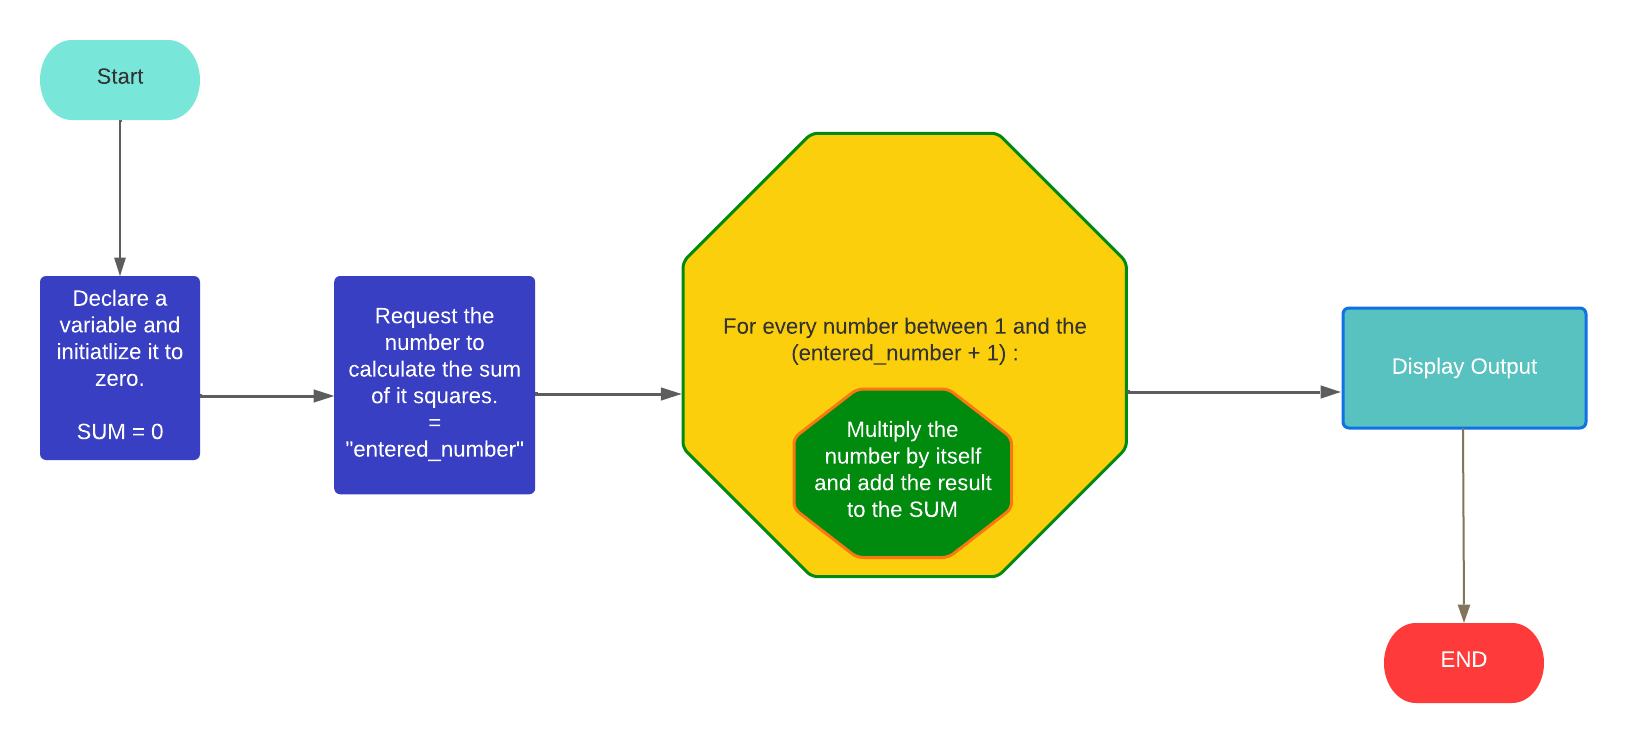 Start
Declare a
variable and
initiatlize it to
zero.
SUM = 0
Request the
number to
calculate the sum
of it squares.
=
"entered_number"
For every number between 1 and the
(entered_number + 1) :
Multiply the
number by itself
and add the result
to the SUM
Display Output
END